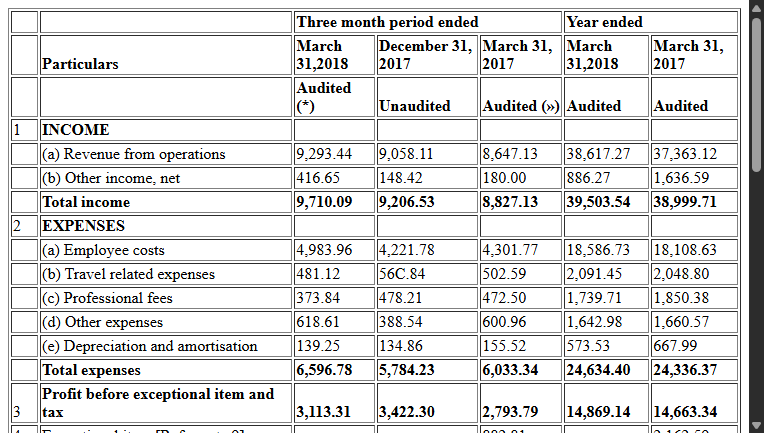 Three month period ended Year ended
Particulars March 31,2018 December 31, 2017 March 31, 2017 March 31,2018 March 31, 2017
Audited (*) Unaudited Audited (») Audited Audited
1 INCOME
(a) Revenue from operations 9,293.44 9,058.11 8,647.13 38,617.27 37,363.12
(b) Other income, net 416.65 148.42 180.00 886.27 1,636.59
Total income 9,710.09 9,206.53 8,827.13 39,503.54 38,999.71
2 EXPENSES
(a) Employee costs 4,983.96 4,221.78 4,301.77 18,586.73 18,108.63
(b) Travel related expenses 481.12 56C.84 502.59 2,091.45 2,048.80
(c) Professional fees 373.84 478.21 472.50 1,739.71 1,850.38
(d) Other expenses 618.61 388.54 600.96 1,642.98 1,660.57
(e) Depreciation and amortisation 139.25 134.86 155.52 573.53 667.99
Total expenses 6,596.78 5,784.23 6,033.34 24,634.40 24,336.37
3 Profit before exceptional item and tax 3,113.31 3,422.30 2,793.79 14,869.14 14,663.34